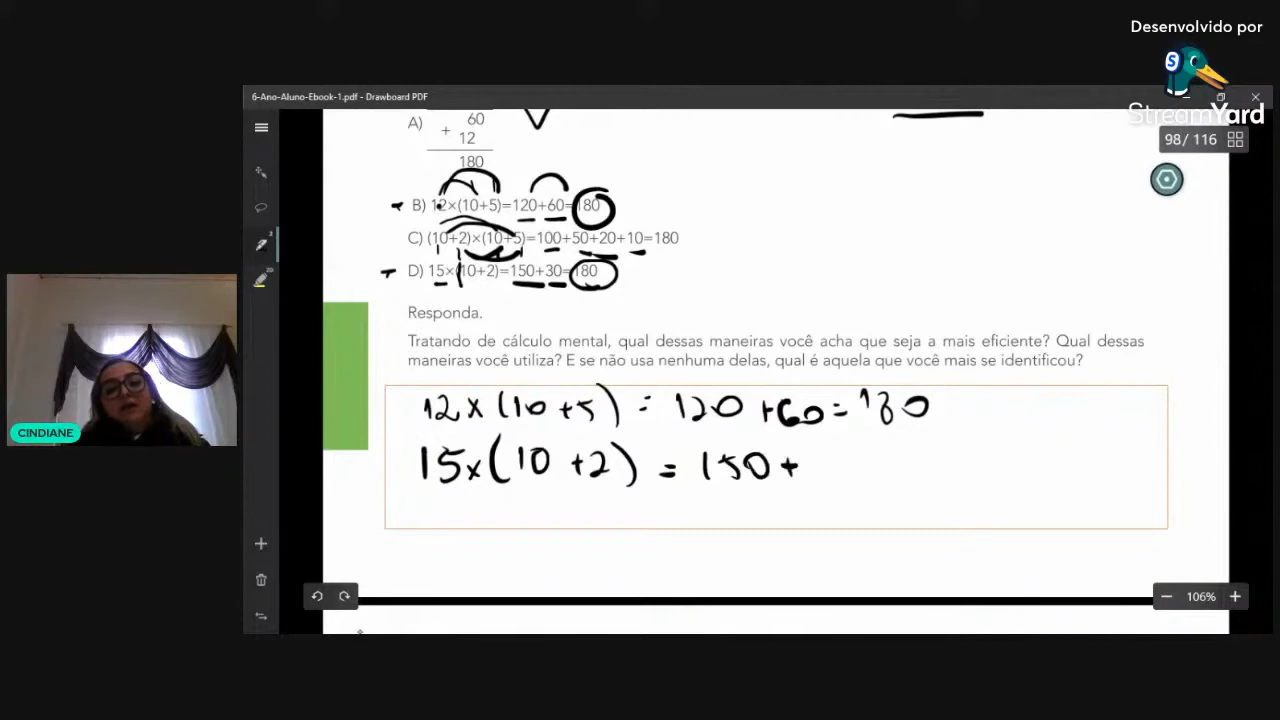 Desenvolvido por
StreamYard
6-Ano-Aluno-Ebook-1.pdf - Drawboard PDF
98 / 116
A)
60
+
12
180
B) 12×(10+5)=120+60=180
C) (10+2)×(10+5)=100+50+20+10=180
D) 15×(10+2)=150+30=180
Responda.
Tratando de cálculo mental, qual dessas maneiras você acha que seja a mais eficiente? Qual dessas
maneiras você utiliza? E se não usa nenhuma delas, qual é aquela que você mais se identificou?
12 x (10 + 5) = 120 + 60 = 180
15 x (10 + 2) = 150 +
CINDIANE
106%